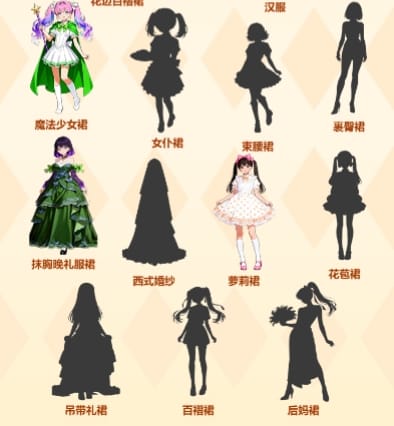 花边百褶裙
汉服
魔法少女裙
女仆裙
束腰裙
裹臀裙
抹胸晚礼服裙
西式婚纱
萝莉裙
花苞裙
吊带礼裙
百褶裙
后妈裙